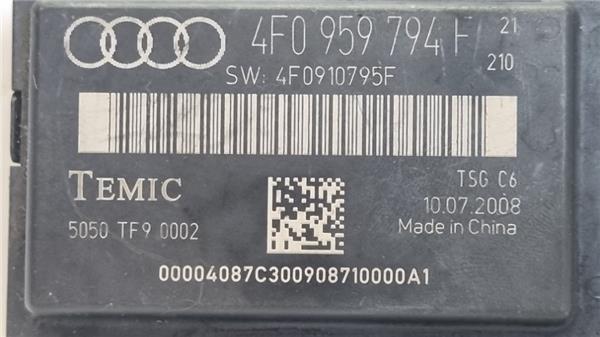 4F0 959 794 F 21
210
SW: 4F0910795F
TEMIC
TSG C6
10.07.2008
5050 TF9 0002
Made in China
00004087C300908710000A1